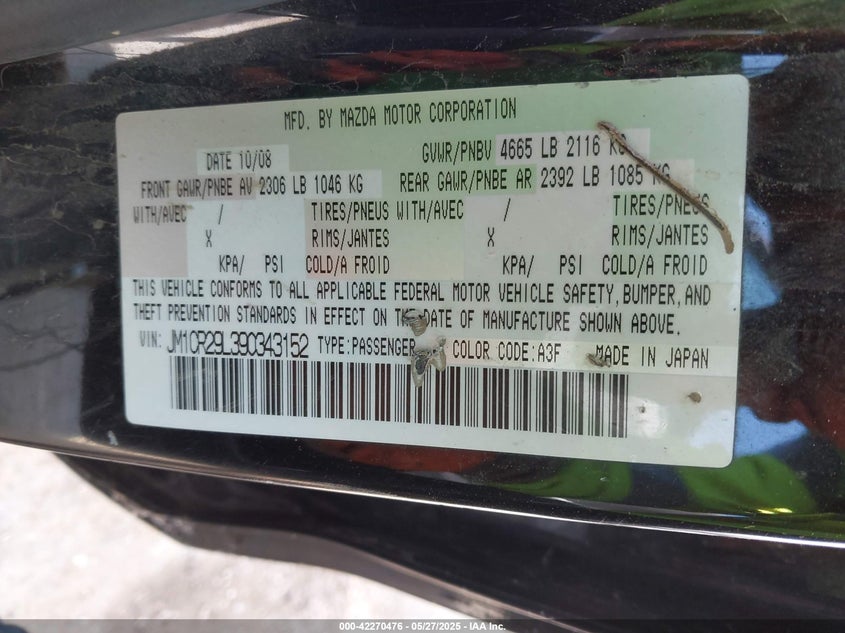 MFD. BY MAZDA MOTOR CORPORATION
DATE 10/08 GVWR/PNBV 4665 LB 2116 KG
FRONT GAWR/PNBE AV 2306 LB 1046 KG REAR GAWR/PNBE AR 2392 LB 1085 KG
WITH/AVEC / TIRES/PNEUS WITH/AVEC / TIRES/PNEUS
X RIMS/JANTES X RIMS/JANTES
KPA/ PSI COLD/A FROID KPA/ PSI COLD/A FROID
THIS VEHICLE CONFORMS TO ALL APPLICABLE FEDERAL MOTOR VEHICLE SAFETY,BUMPER,AND
THEFT PREVENTION STANDARDS IN EFFECT ON THE DATE OF MANUFACTURE SHOWN ABOVE.
VIN: JM1CR29L390343152 TYPE:PASSENGER COLOR CODE:A3F MADE IN JAPAN
000-42270476 - 05/27/2025 - IAA Inc.